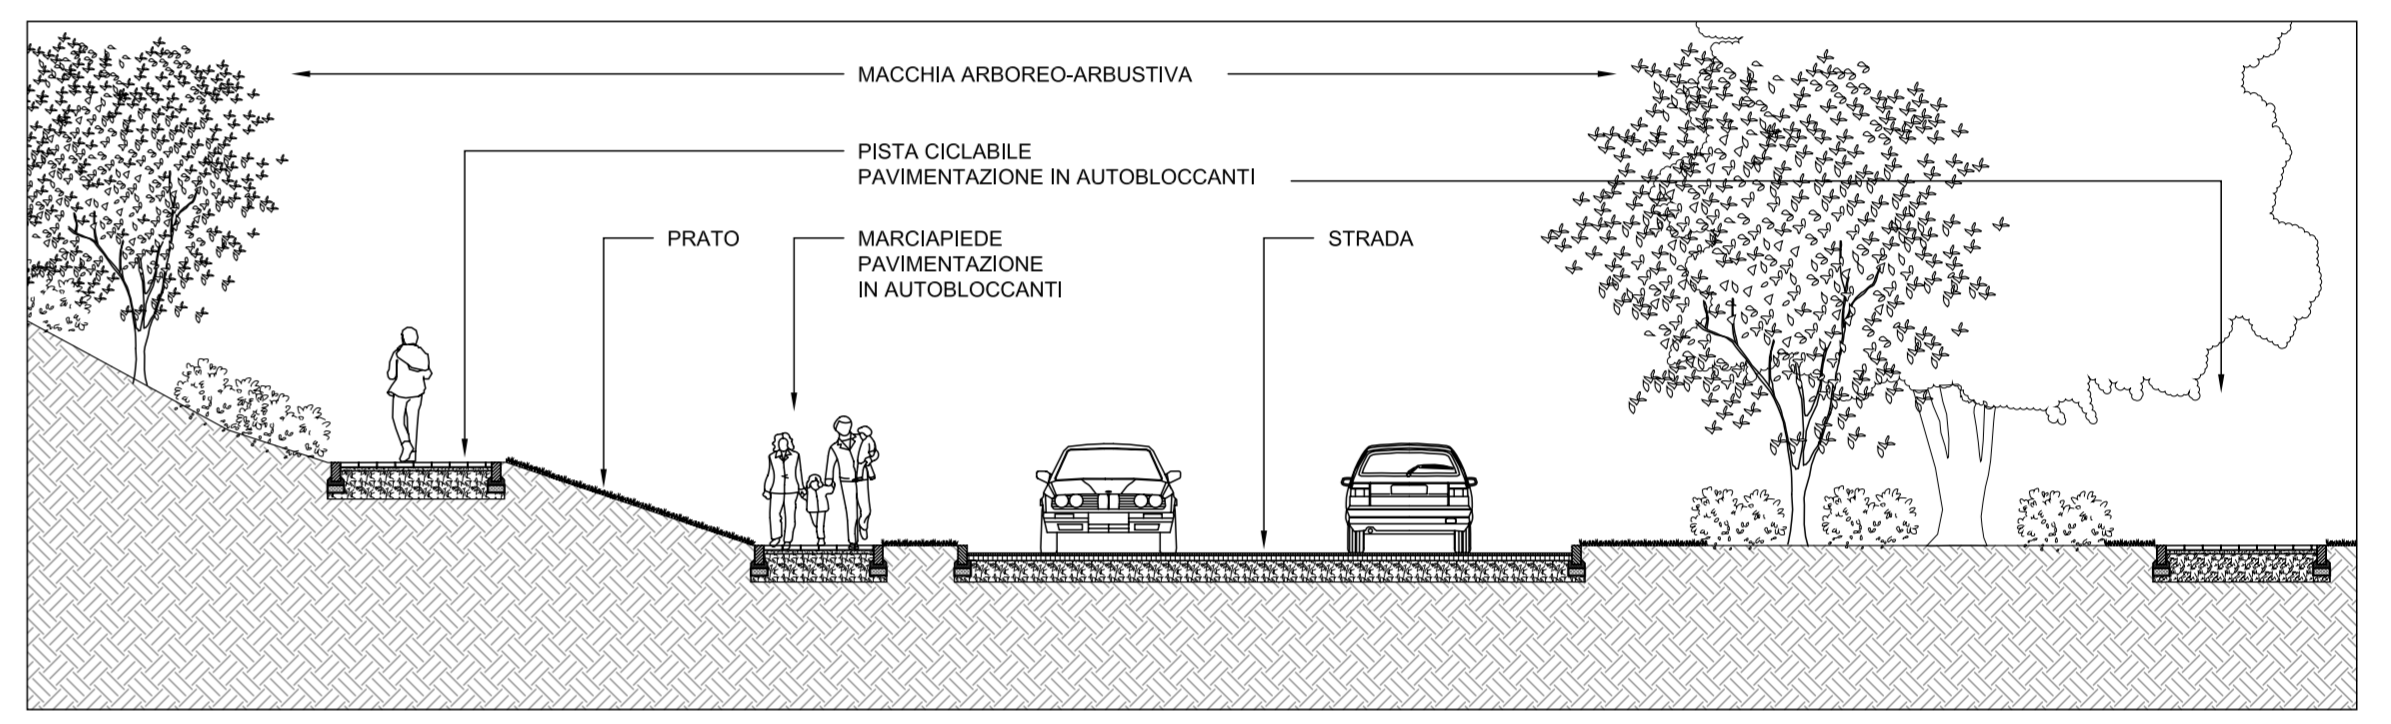 MACCHIA ARBOREO-ARBUSTIVA
PISTA CICLABILE
PAVIMENTAZIONE IN AUTOBLOCCANTI
PRATO
MARCIAPIEDE
PAVIMENTAZIONE
IN AUTOBLOCCANTI
STRADA